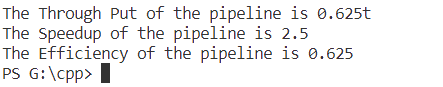 The Through Put of the pipeline is 0.625t
The Speedup of the pipeline is 2.5
The Efficiency of the pipeline is 0.625
PS G:\cpp>